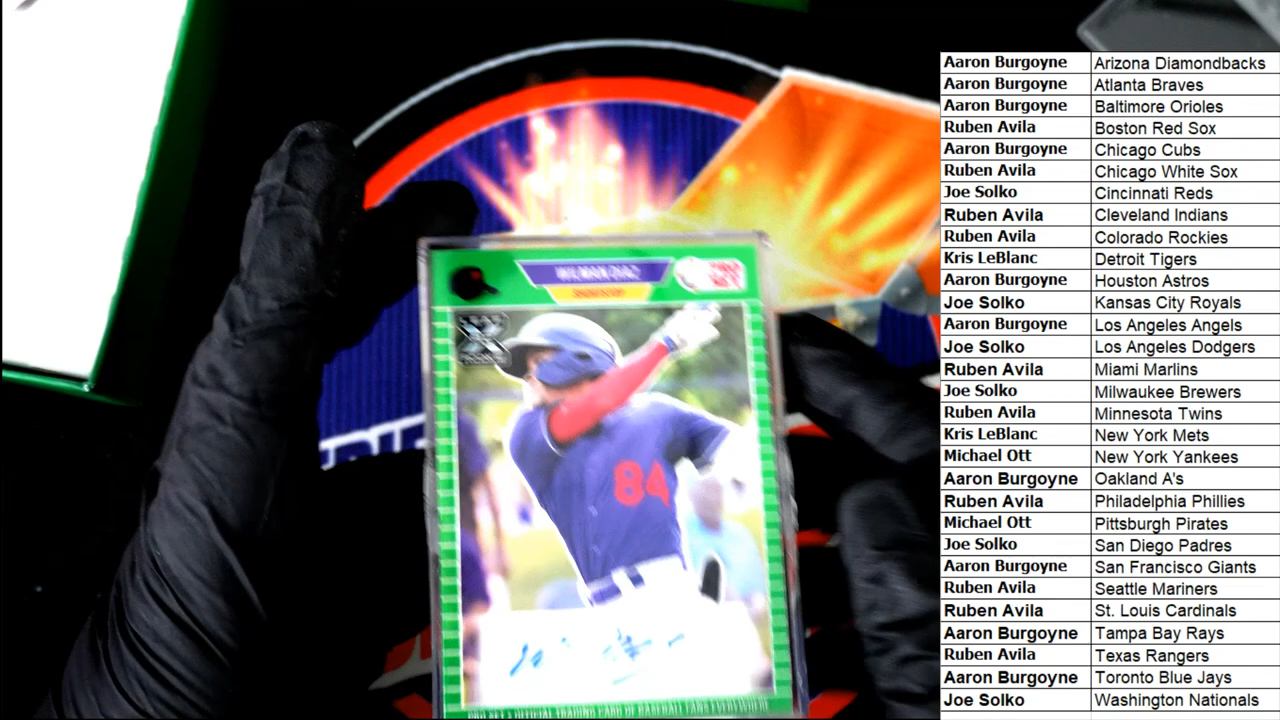 Aaron Burgoyne Arizona Diamondbacks
Aaron Burgoyne Atlanta Braves
Aaron Burgoyne Baltimore Orioles
Ruben Avila Boston Red Sox
Aaron Burgoyne Chicago Cubs
Ruben Avila Chicago White Sox
Joe Solko Cincinnati Reds
Ruben Avila Cleveland Indians
Ruben Avila Colorado Rockies
Kris LeBlanc Detroit Tigers
Aaron Burgoyne Houston Astros
Joe Solko Kansas City Royals
Aaron Burgoyne Los Angeles Angels
Joe Solko Los Angeles Dodgers
Ruben Avila Miami Marlins
Joe Solko Milwaukee Brewers
Ruben Avila Minnesota Twins
Kris LeBlanc New York Mets
Michael Ott New York Yankees
Aaron Burgoyne Oakland A's
Ruben Avila Philadelphia Phillies
Michael Ott Pittsburgh Pirates
Joe Solko San Diego Padres
Aaron Burgoyne San Francisco Giants
Ruben Avila Seattle Mariners
Ruben Avila St. Louis Cardinals
Aaron Burgoyne Tampa Bay Rays
Ruben Avila Texas Rangers
Aaron Burgoyne Toronto Blue Jays
Joe Solko Washington Nationals
WILMAN DIAZ
84